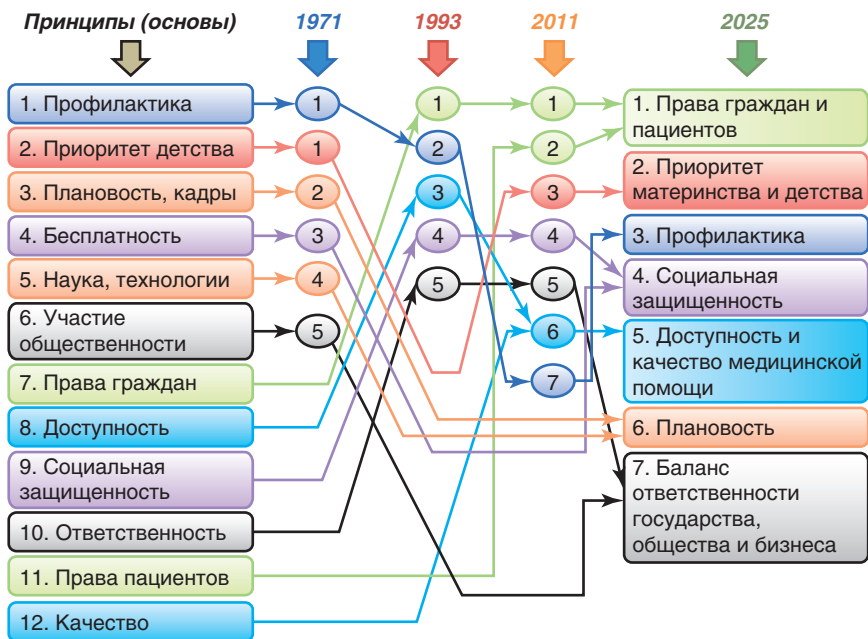 Принципы (основы) 1971 1993 2011 2025
1. Профилактика
2. Приоритет детства
3. Плановость, кадры
4. Бесплатность
5. Наука, технологии
6. Участие
общественности
7. Права граждан
8. Доступность
9. Социальная
защищенность
10. Ответственность
11. Права пациентов
12. Качество
1
1
2
3
4
5
1
2
3
4
5
1
2
3
4
5
6
7
1. Права граждан и
пациентов
2. Приоритет
материнства и детства
3. Профилактика
4. Социальная
защищенность
5. Доступность и
качество медицинской
помощи
6. Плановость
7. Баланс
ответственности
государства,
общества и бизнеса